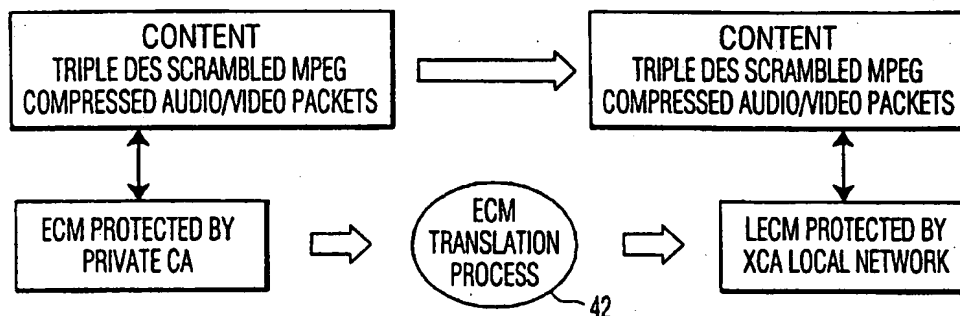 CONTENT
TRIPLE DES SCRAMBLED MPEG
COMPRESSED AUDIO/VIDEO PACKETS
CONTENT
TRIPLE DES SCRAMBLED MPEG
COMPRESSED AUDIO/VIDEO PACKETS
ECM PROTECTED BY
PRIVATE CA
ECM
TRANSLATION
PROCESS
42
LECM PROTECTED BY
XCA LOCAL NETWORK